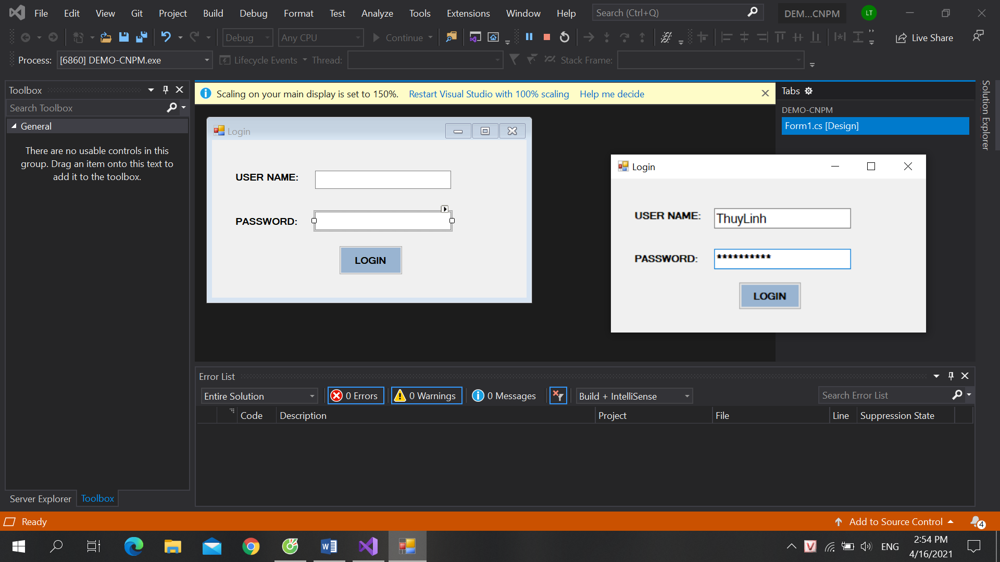 File Edit View Git Project Build Debug Format Test Analyze Tools Extensions Window Help Search (Ctrl+Q) DEM...CNPM LT
Debug Any CPU Continue Live Share
Process: [6860] DEMO-CNPM.exe Lifecycle Events Thread: Stack Frame:
Toolbox
Search Toolbox
General
There are no usable controls in this
group. Drag an item onto this text to
add it to the toolbox.
Server Explorer Toolbox
Scaling on your main display is set to 150%. Restart Visual Studio with 100% scaling Help me decide
Login
USER NAME:
PASSWORD:
LOGIN
Tabs
DEMO-CNPM
Form1.cs [Design]
Solution Explorer
Login
USER NAME: ThuyLinh
PASSWORD: **********
LOGIN
Error List
Entire Solution 0 Errors 0 Warnings 0 Messages Build + IntelliSense Search Error List
Code Description Project File Line Suppression State
Ready Add to Source Control 4
ENG 2:54 PM
4/16/2021